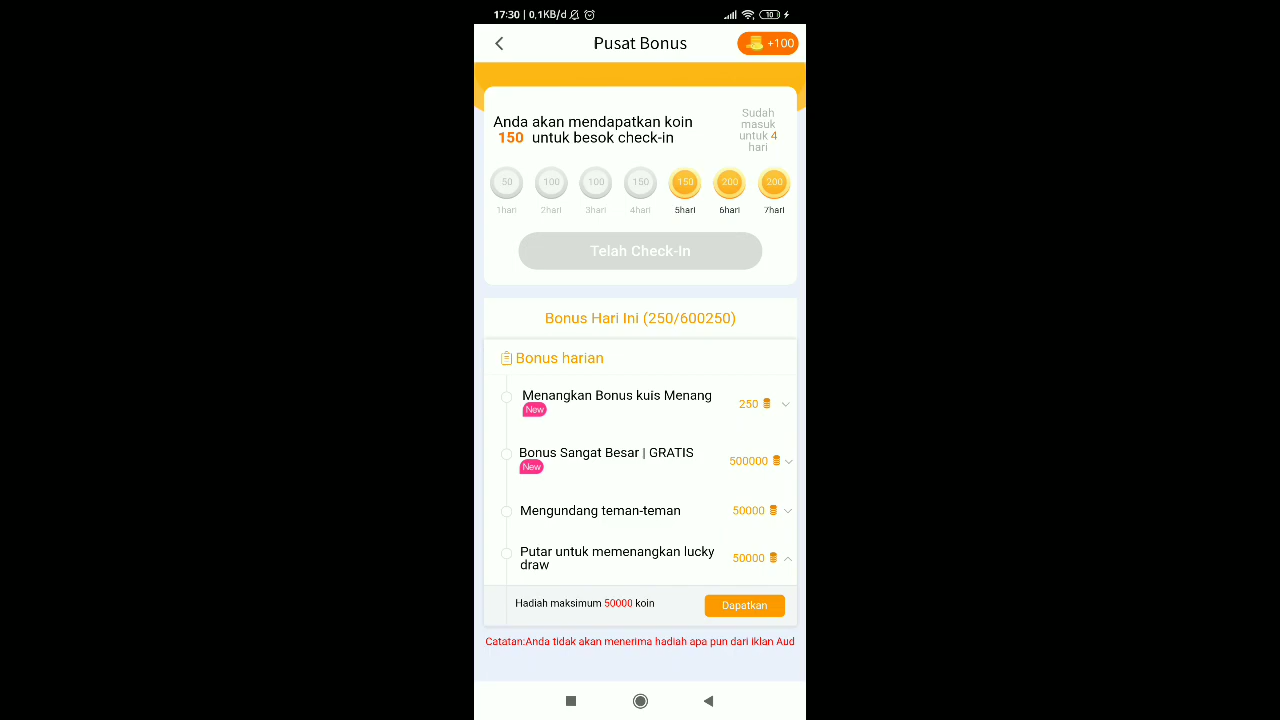 17:30 | 0,1KB/d
10
Pusat Bonus
+100
Anda akan mendapatkan koin
150 untuk besok check-in
Sudah
masuk
untuk 4
hari
50 100 100 150 150 200 200
1hari 2hari 3hari 4hari 5hari 6hari 7hari
Telah Check-In
Bonus Hari Ini (250/600250)
Bonus harian
Menangkan Bonus kuis Menang
New
250
Bonus Sangat Besar | GRATIS
New
500000
Mengundang teman-teman
50000
Putar untuk memenangkan lucky
draw
50000
Hadiah maksimum 50000 koin
Dapatkan
Catatan:Anda tidak akan menerima hadiah apa pun dari iklan Aud